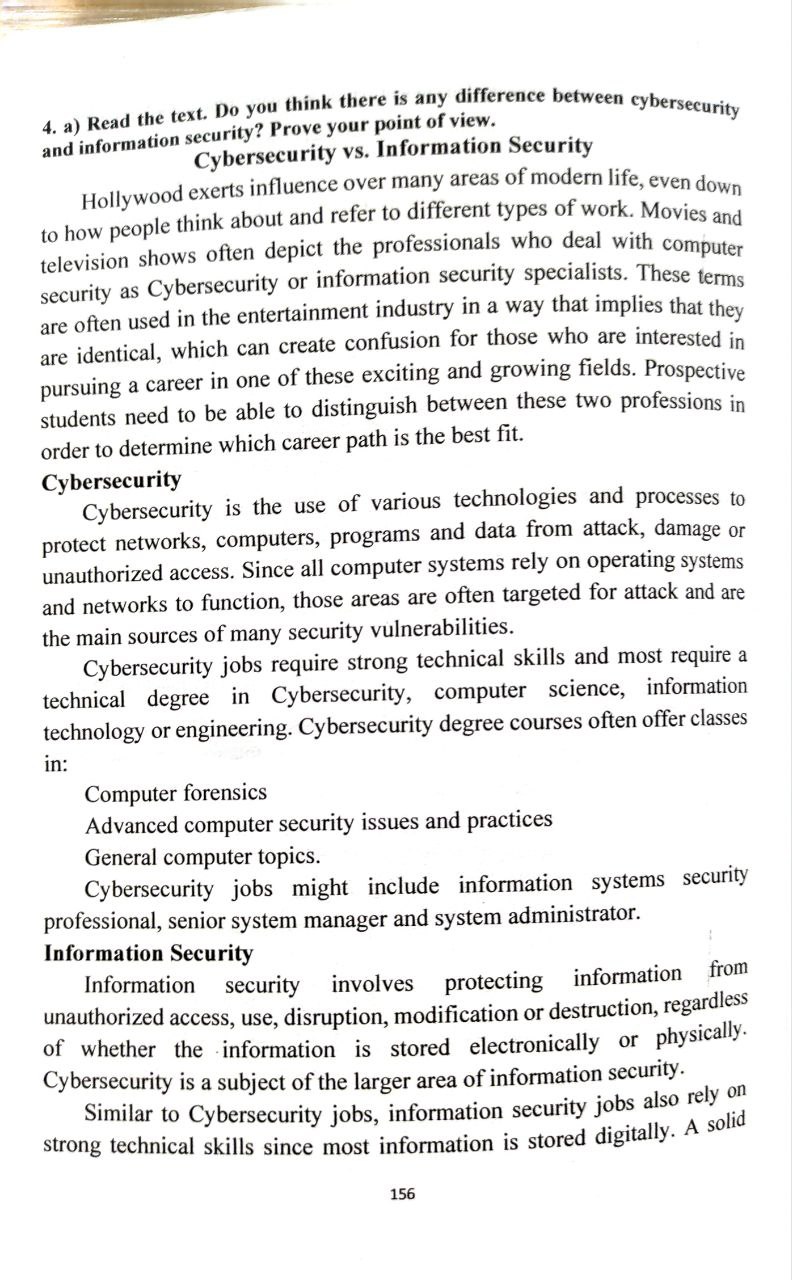 4. a) Read the text. Do you think there is any difference between cybersecurity
and information security? Prove your point of view.
Cybersecurity vs. Information Security
Hollywood exerts influence over many areas of modern life, even down
to how people think about and refer to different types of work. Movies and
television shows often depict the professionals who deal with computer
security as Cybersecurity or information security specialists. These terms
are often used in the entertainment industry in a way that implies that they
are identical, which can create confusion for those who are interested in
pursuing a career in one of these exciting and growing fields. Prospective
students need to be able to distinguish between these two professions in
order to determine which career path is the best fit.
Cybersecurity
Cybersecurity is the use of various technologies and processes to
protect networks, computers, programs and data from attack, damage or
unauthorized access. Since all computer systems rely on operating systems
and networks to function, those areas are often targeted for attack and are
the main sources of many security vulnerabilities.
Cybersecurity jobs require strong technical skills and most require a
technical degree in Cybersecurity, computer science, information
technology or engineering. Cybersecurity degree courses often offer classes
in:
Computer forensics
Advanced computer security issues and practices
General computer topics.
Cybersecurity jobs might include information systems security
professional, senior system manager and system administrator.
Information Security
Information security involves protecting information from
unauthorized access, use, disruption, modification or destruction, regardless
of whether the information is stored electronically or physically.
Cybersecurity is a subject of the larger area of information security.
Similar to Cybersecurity jobs, information security jobs also rely on
strong technical skills since most information is stored digitally. A solid
156